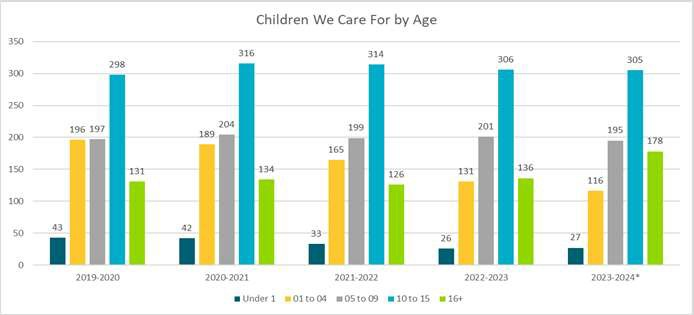 Children We Care For by Age
350
300
250
200
150
100
50
0
43 196 197 298 131
42 189 204 316 134
33 165 199 314 126
26 131 201 306 136
27 116 195 305 178
2019-2020 2020-2021 2021-2022 2022-2023 2023-2024*
Under 1 01 to 04 05 to 09 10 to 15 16+